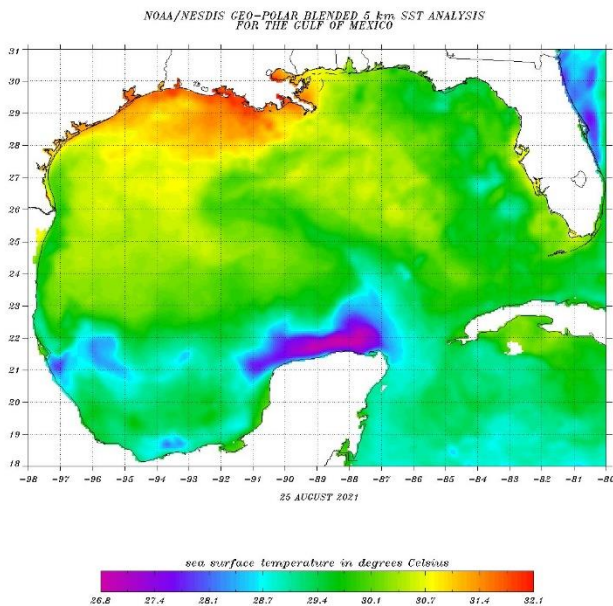 NOAA/NESDIS GEO-POLAR BLENDED 5 km SST ANALYSIS
FOR THE GULF OF MEXICO
31
30
29
28
27
26
25
24
23
22
21
20
19
18
-98 -97 -96 -95 -94 -93 -92 -91 -90 -89 -88 -87 -86 -85 -84 -83 -82 -81 -80
25 AUGUST 2021
sea surface temperature in degrees Celsius
26.8 27.4 28.1 28.7 29.4 30.1 30.7 31.4 32.1